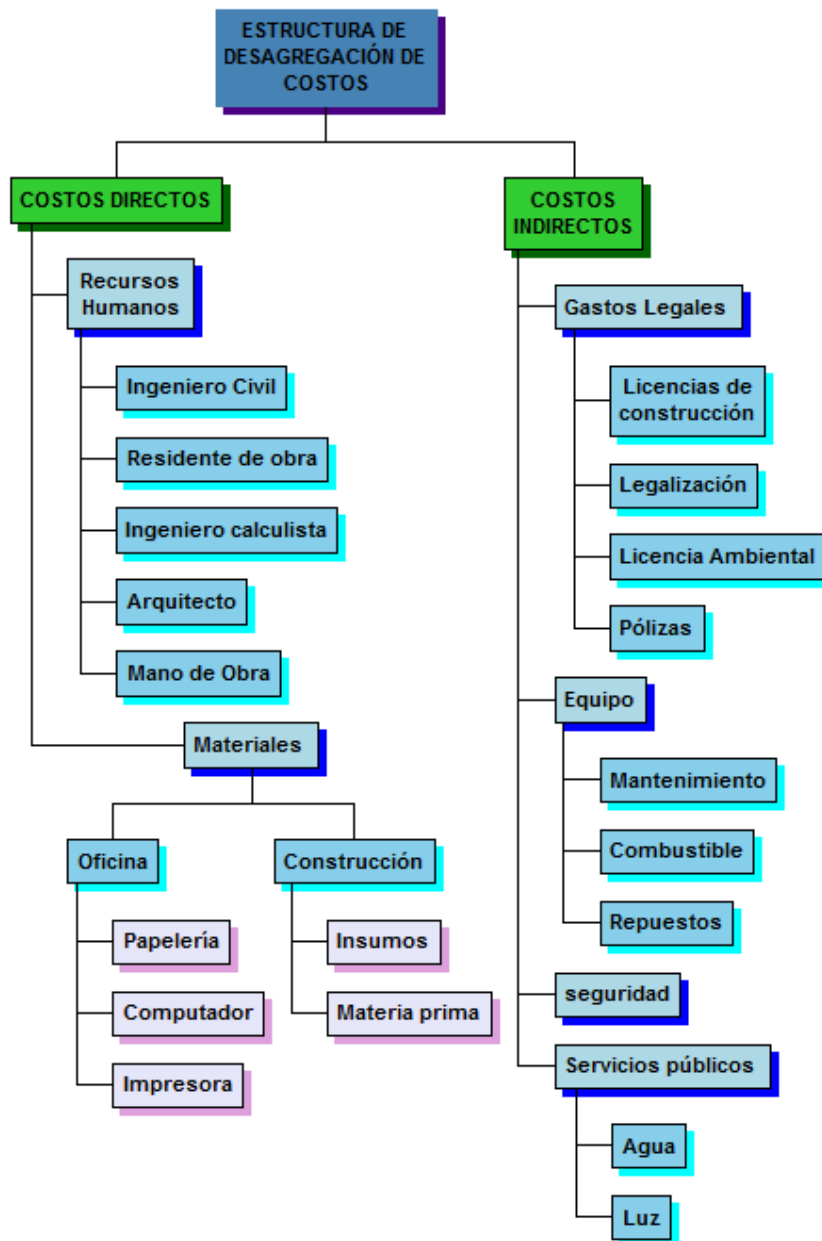 ESTRUCTURA DE
DESAGREGACIÓN DE
COSTOS
COSTOS DIRECTOS
Recursos
Humanos
Ingeniero Civil
Residente de obra
Ingeniero calculista
Arquitecto
Mano de Obra
Materiales
Oficina
Papelería
Computador
Impresora
Construcción
Insumos
Materia prima
COSTOS
INDIRECTOS
Gastos Legales
Licencias de
construcción
Legalización
Licencia Ambiental
Pólizas
Equipo
Mantenimiento
Combustible
Repuestos
seguridad
Servicios públicos
Agua
Luz